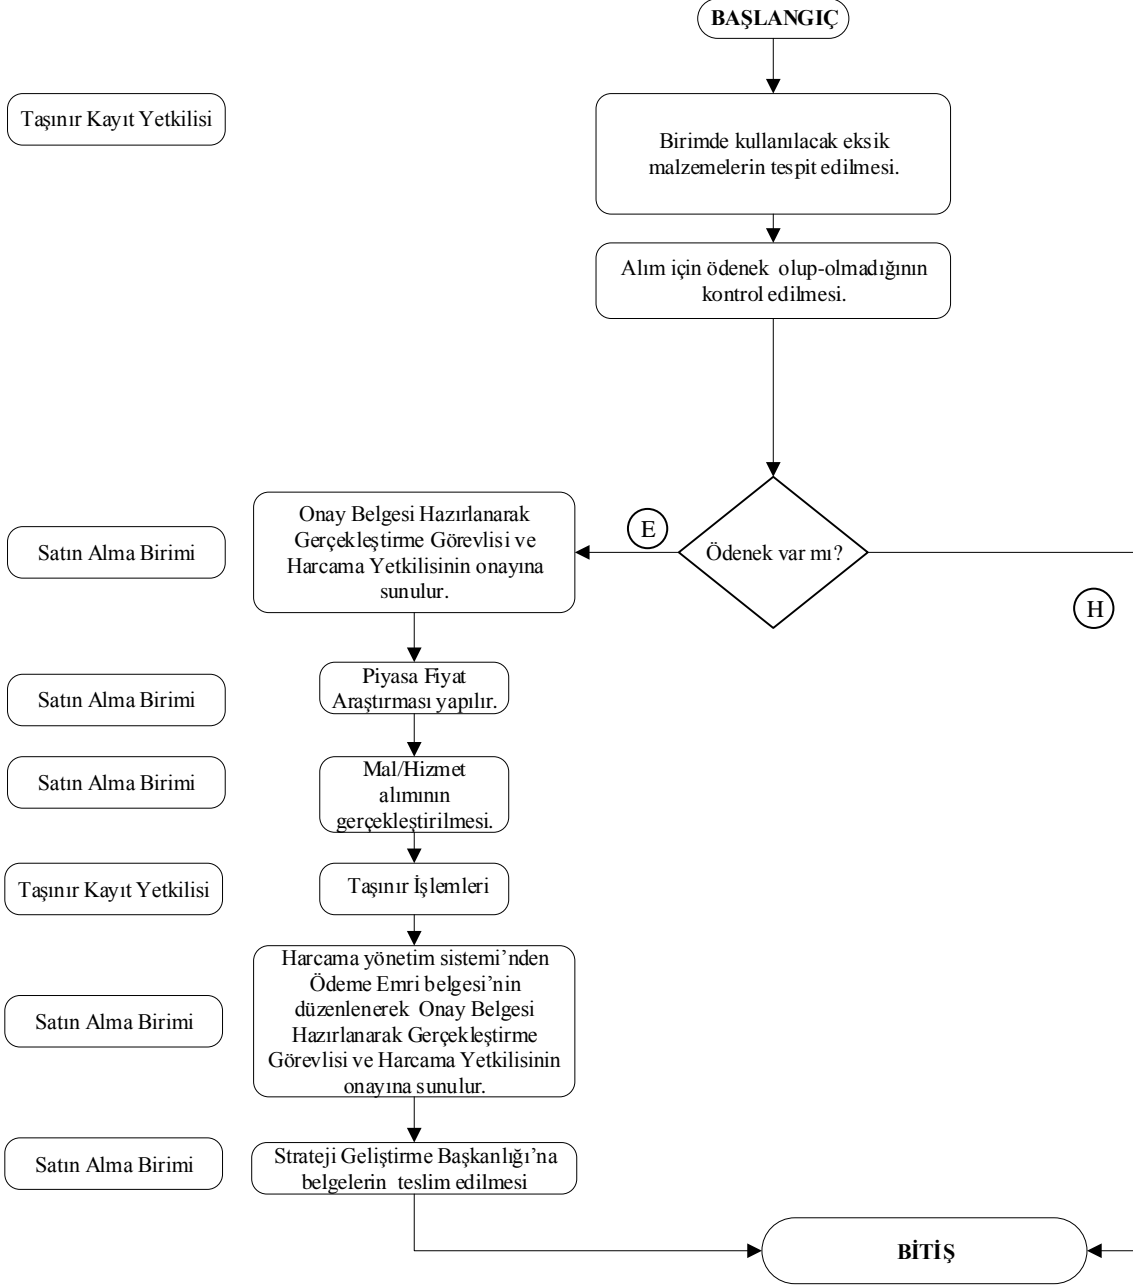 BAŞLANGIÇ
Taşınır Kayıt Yetkilisi
Birimde kullanılacak eksik
malzemelerin tespit edilmesi.
Alım için ödenek olup-olmadığının
kontrol edilmesi.
Satın Alma Birimi
Onay Belgesi Hazırlanarak
Gerçekleştirme Görevlisi ve
Harcama Yetkilisinin onayına
sunulur.
E
Ödenek var mı?
H
Satın Alma Birimi
Piyasa Fiyat
Araştırması yapılır.
Satın Alma Birimi
Mal/Hizmet
alımının
gerçekleştirilmesi.
Taşınır Kayıt Yetkilisi
Taşınır İşlemleri
Satın Alma Birimi
Harcama yönetim sistemi’nden
Ödeme Emri belgesi’nin
düzenlenerek Onay Belgesi
Hazırlanarak Gerçekleştirme
Görevlisi ve Harcama Yetkilisinin
onayına sunulur.
Satın Alma Birimi
Strateji Geliştirme Başkanlığı’na
belgelerin teslim edilmesi
BİTİŞ